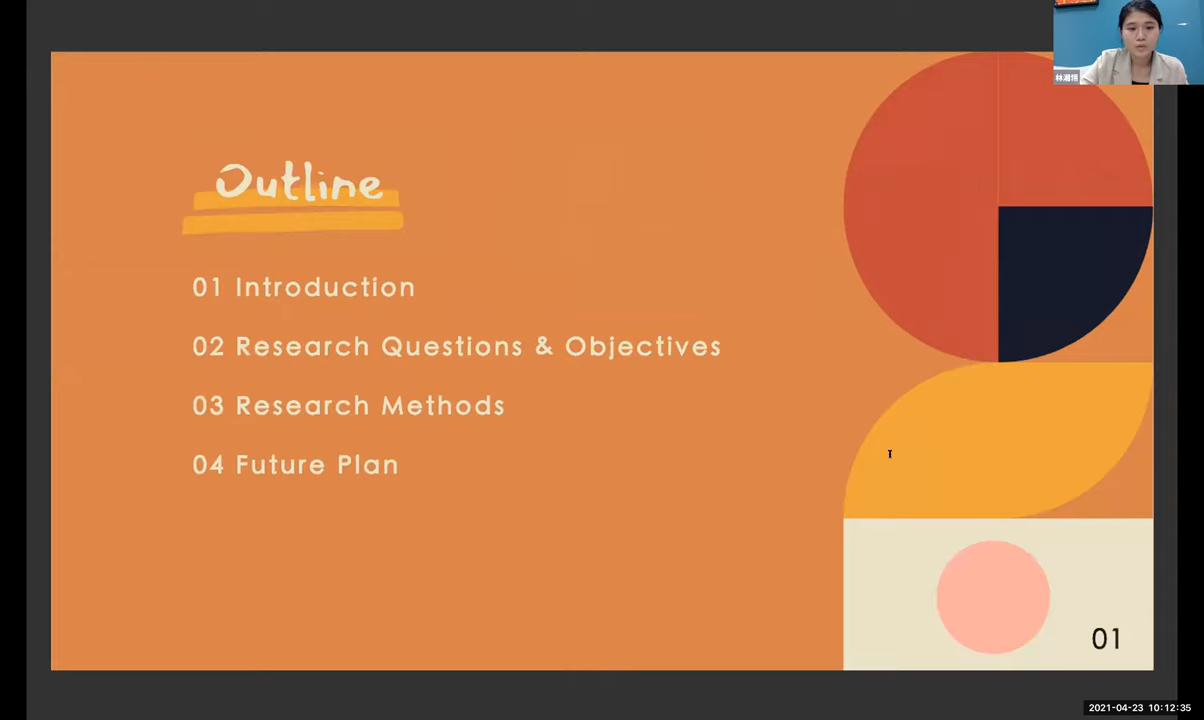 Outline
01 Introduction
02 Research Questions & Objectives
03 Research Methods
04 Future Plan
01
2021-04-23 10:12:35